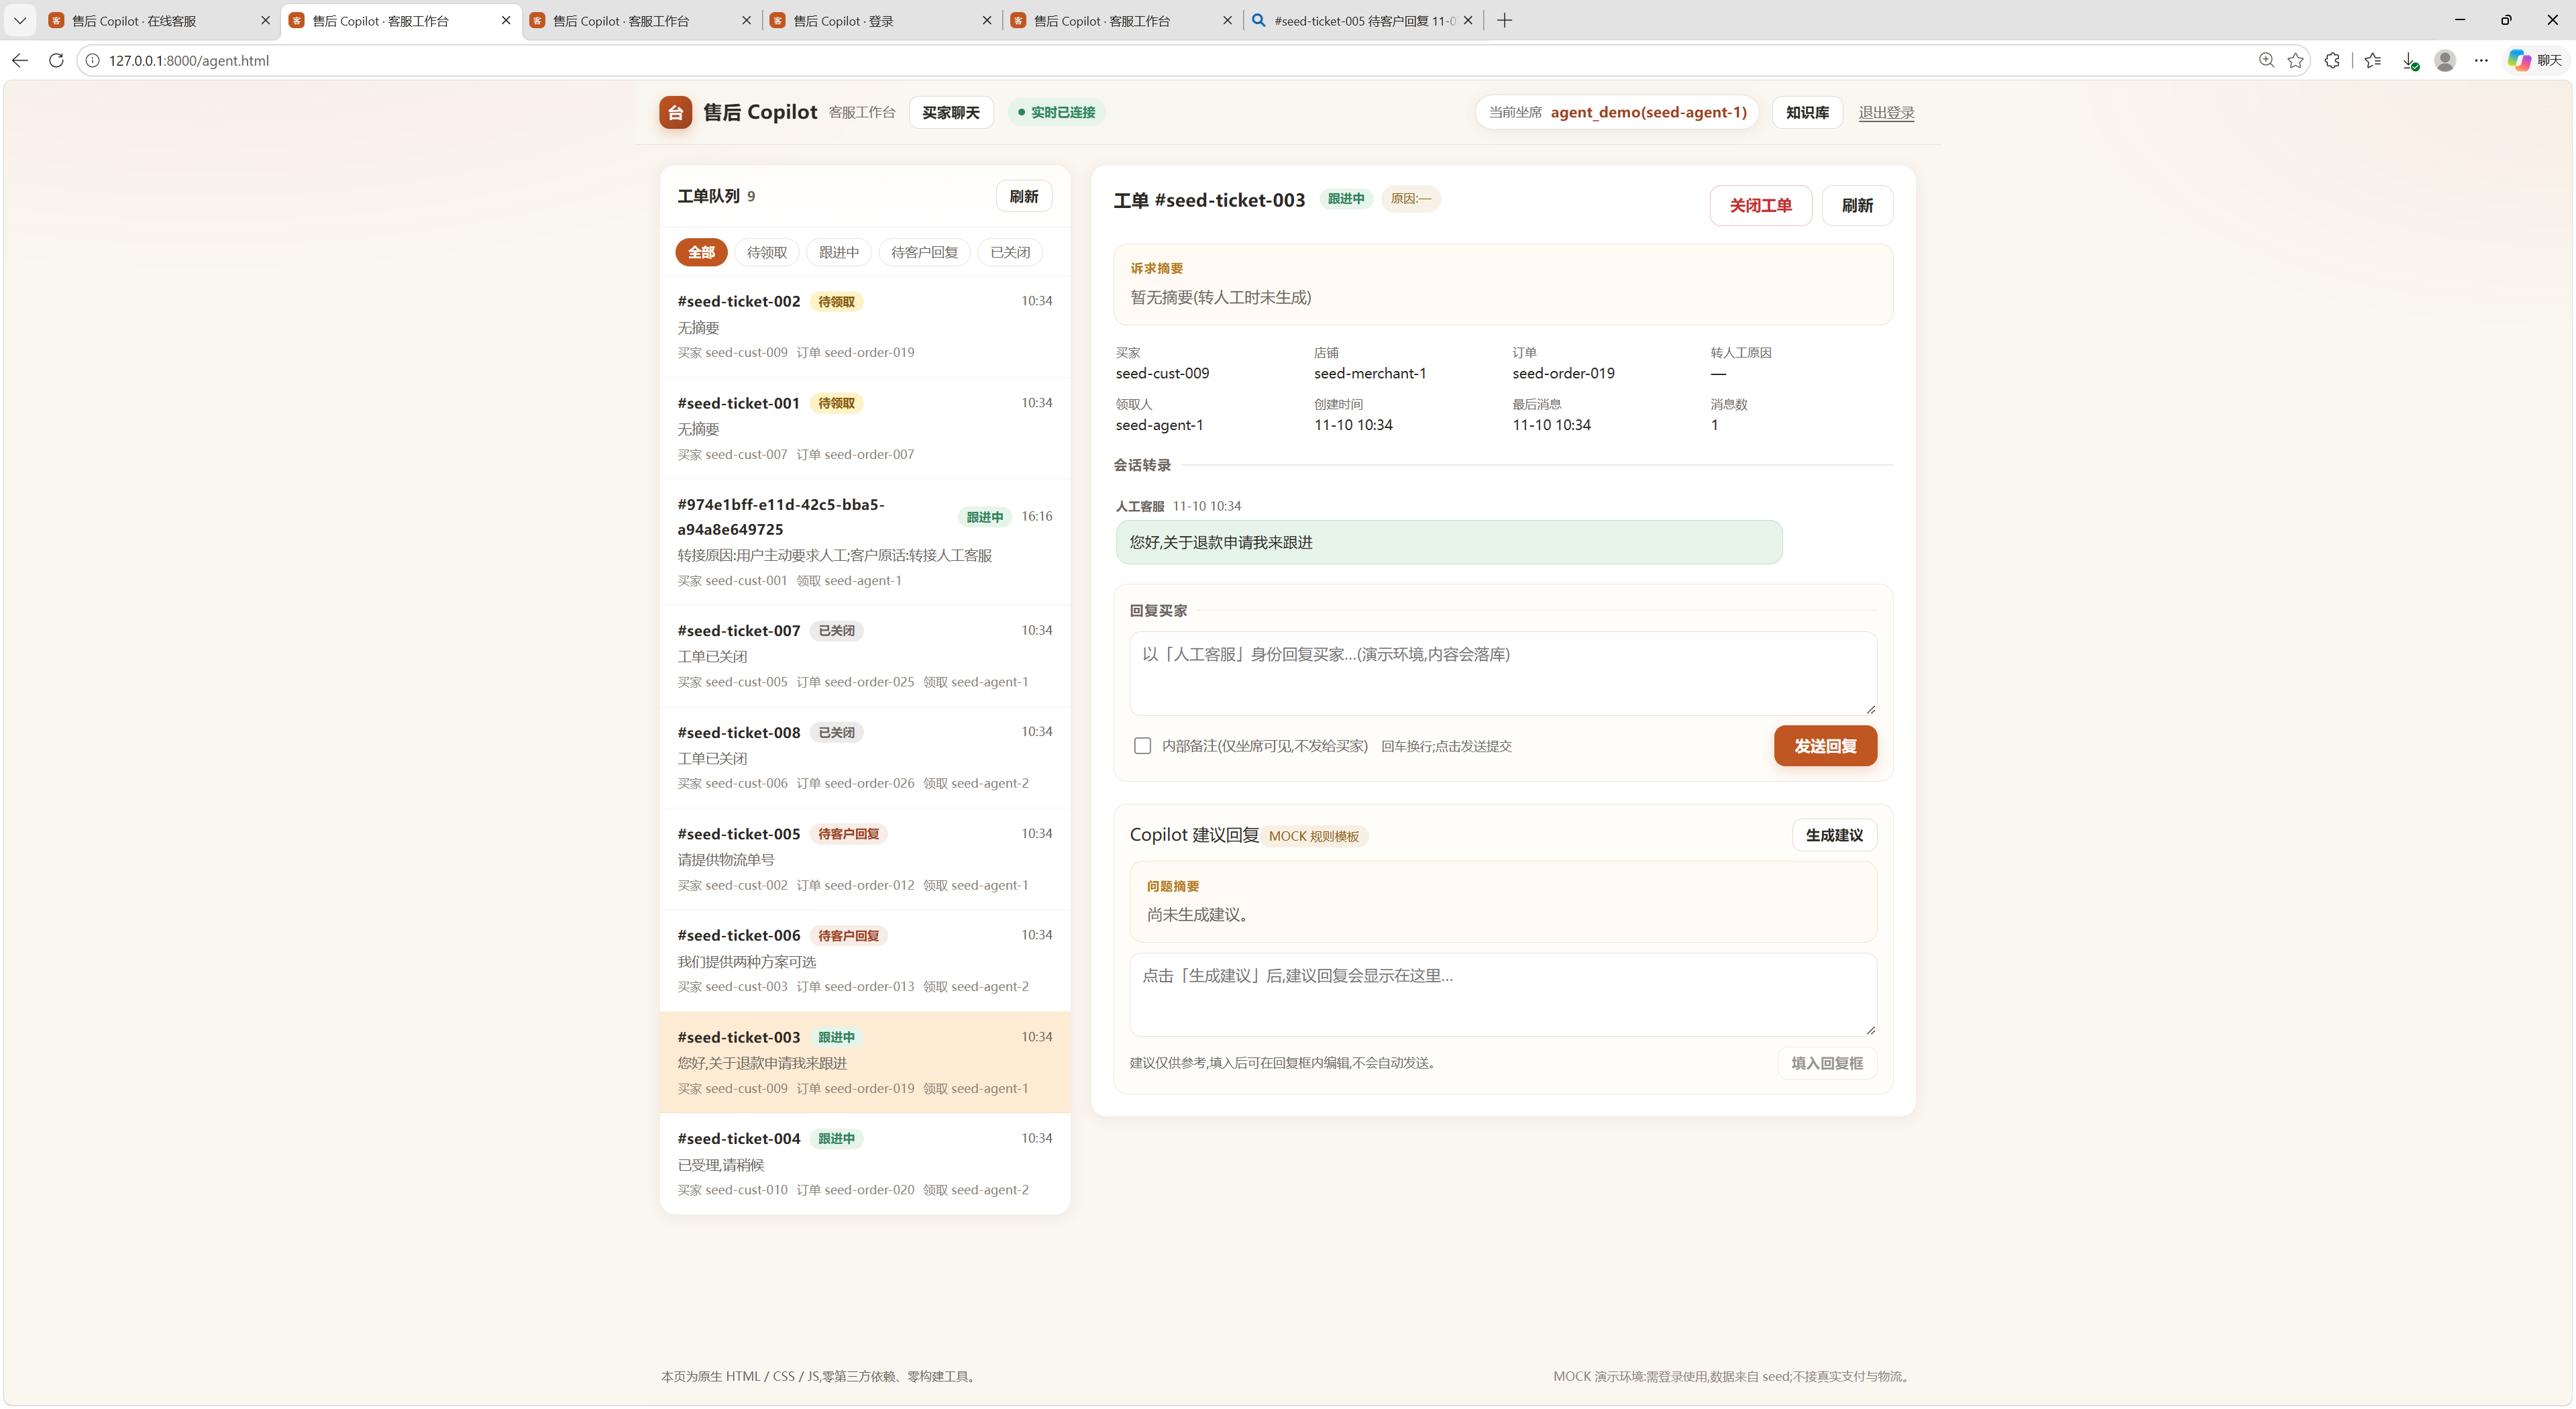 售后 Copilot · 在线客服
售后 Copilot · 客服工作台
售后 Copilot · 客服工作台
售后 Copilot · 登录
售后 Copilot · 客服工作台
#seed-ticket-005 待客户回复 11-0
127.0.0.1:8000/agent.html
聊天
台 售后 Copilot 客服工作台 买家聊天 实时已连接
当前坐席 agent_demo(seed-agent-1) 知识库 退出登录
工单队列 9 刷新
全部 待领取 跟进中 待客户回复 已关闭
#seed-ticket-002 待领取 10:34
无摘要
买家 seed-cust-009 订单 seed-order-019
#seed-ticket-001 待领取 10:34
无摘要
买家 seed-cust-007 订单 seed-order-007
#974e1bff-e11d-42c5-bba5-
a94a8e649725 跟进中 16:16
转接原因:用户主动要求人工;客户原话:转接人工客服
买家 seed-cust-001 领取 seed-agent-1
#seed-ticket-007 已关闭 10:34
工单已关闭
买家 seed-cust-005 订单 seed-order-025 领取 seed-agent-1
#seed-ticket-008 已关闭 10:34
工单已关闭
买家 seed-cust-006 订单 seed-order-026 领取 seed-agent-2
#seed-ticket-005 待客户回复 10:34
请提供物流单号
买家 seed-cust-002 订单 seed-order-012 领取 seed-agent-1
#seed-ticket-006 待客户回复 10:34
我们提供两种方案可选
买家 seed-cust-003 订单 seed-order-013 领取 seed-agent-2
#seed-ticket-003 跟进中 10:34
您好,关于退款申请我来跟进
买家 seed-cust-009 订单 seed-order-019 领取 seed-agent-1
#seed-ticket-004 跟进中 10:34
已受理,请稍候
买家 seed-cust-010 订单 seed-order-020 领取 seed-agent-2
工单 #seed-ticket-003 跟进中 原因:— 关闭工单 刷新
诉求摘要
暂无摘要(转人工时未生成)
买家 店铺 订单 转人工原因
seed-cust-009 seed-merchant-1 seed-order-019 —
领取人 创建时间 最后消息 消息数
seed-agent-1 11-10 10:34 11-10 10:34 1
会话转录
人工客服 11-10 10:34
您好,关于退款申请我来跟进
回复买家
以「人工客服」身份回复买家...(演示环境,内容会落库)
内部备注(仅坐席可见,不发给买家) 回车换行;点击发送提交 发送回复
Copilot 建议回复 MOCK 规则模板 生成建议
问题摘要
尚未生成建议。
点击「生成建议」后,建议回复会显示在这里...
建议仅供参考,填入后可在回复框内编辑,不会自动发送。 填入回复框
本页为原生 HTML / CSS / JS,零第三方依赖、零构建工具。
MOCK 演示环境:需登录使用,数据来自 seed;不接真实支付与物流。